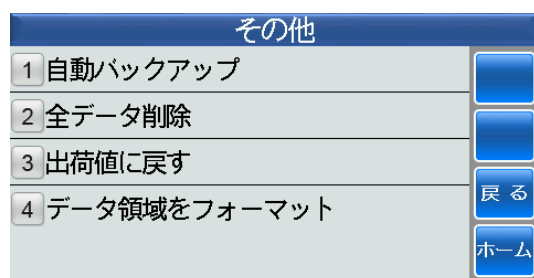 その他
1 自動バックアップ
2 全データ削除
3 出荷値に戻す
4 データ領域をフォーマット
戻る
ホーム